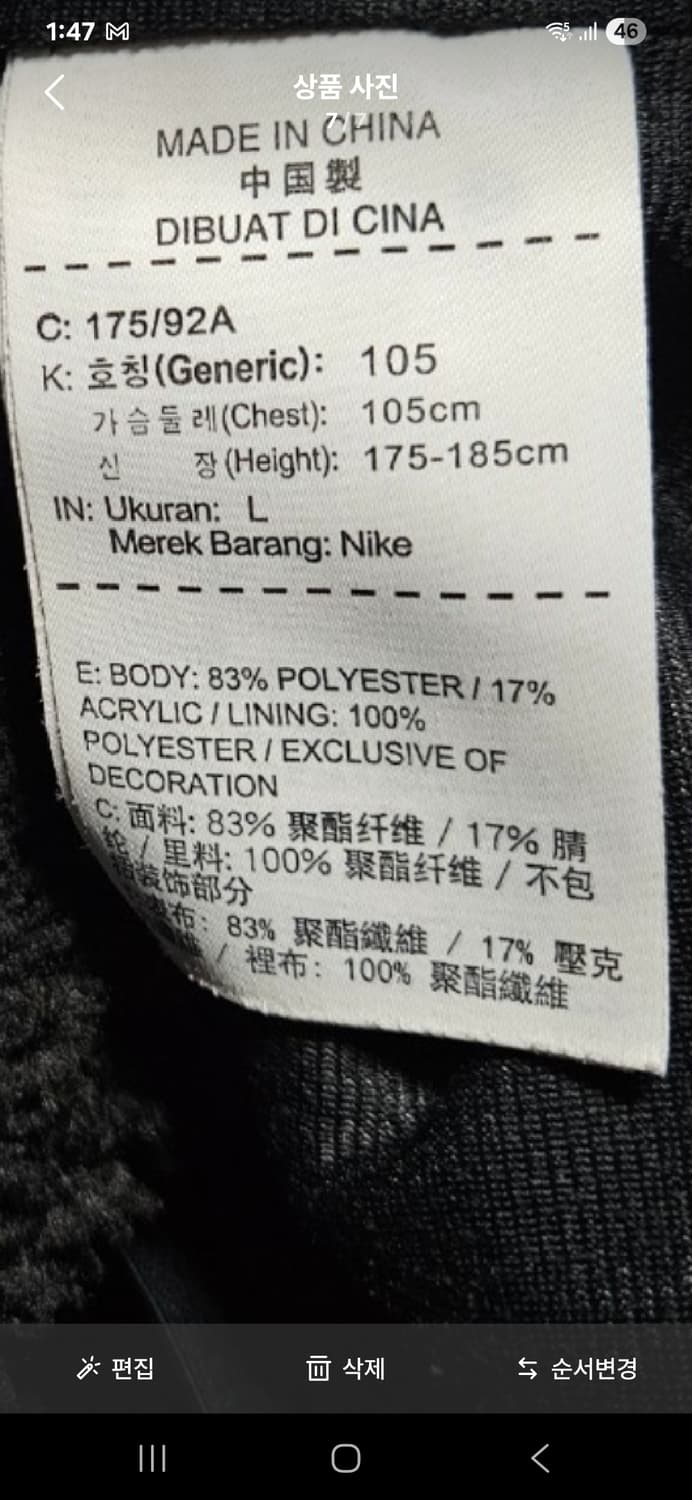 1:47
46
상품 사진
7/7
MADE IN CHINA
中国製
DIBUAT DI CINA
C: 175/92A
K: 호칭(Generic): 105
가슴둘레(Chest): 105cm
신 장(Height): 175-185cm
IN: Ukuran: L
Merek Barang: Nike
E: BODY: 83% POLYESTER / 17%
ACRYLIC / LINING: 100%
POLYESTER / EXCLUSIVE OF
DECORATION
C: 面料: 83% 聚酯纤维 / 17% 腈
纶 / 里料: 100% 聚酯纤维 / 不包
装饰部分
布: 83% 聚酯纖維 / 17% 壓克
/ 裡布: 100% 聚酯纖維
편집
삭제
순서변경